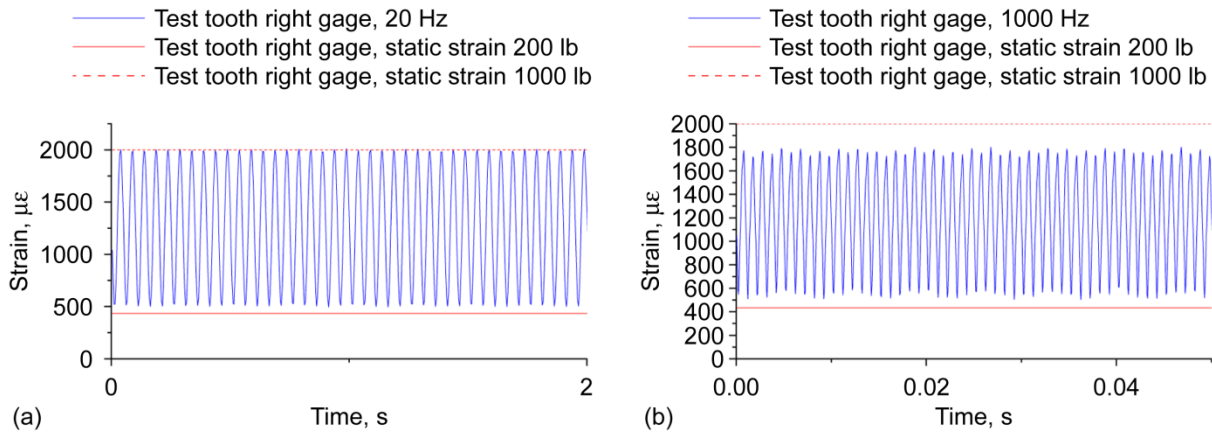 Test tooth right gage, 20 Hz
Test tooth right gage, static strain 200 lb
Test tooth right gage, static strain 1000 lb
2000
1500
1000
500
0
Strain, µε
0
2
Time, s
(a)
Test tooth right gage, 1000 Hz
Test tooth right gage, static strain 200 lb
Test tooth right gage, static strain 1000 lb
2000
1800
1600
1400
1200
1000
800
600
400
200
0
Strain, µε
0.00
0.02
0.04
Time, s
(b)